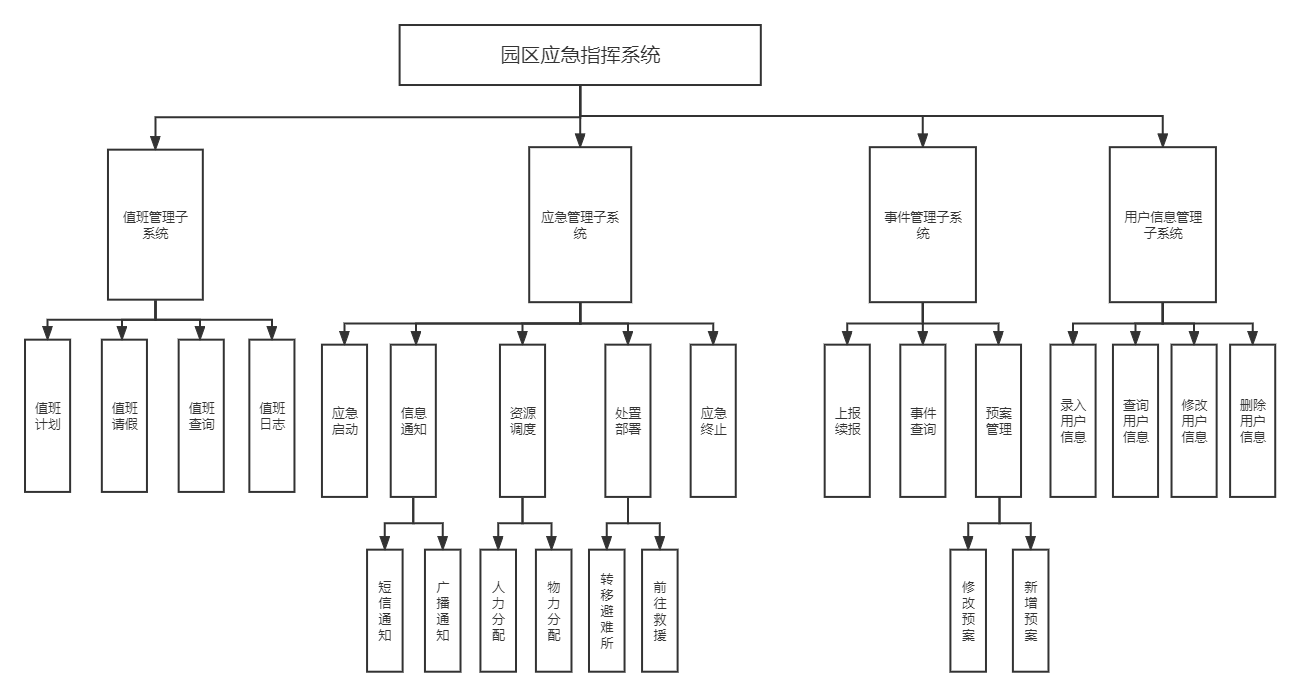 园区应急指挥系统
值班管理子
系统
应急管理子系
统
事件管理子系
统
用户信息管理
子系统
值班
计划
值班
请假
值班
查询
值班
日志
应急
启动
信息
通知
资源
调度
处置
部署
应急
终止
上报
续报
事件
查询
预案
管理
录入
用户
信息
查询
用户
信息
修改
用户
信息
删除
用户
信息
短信通知
广播通知
人力分配
物力分配
转移避难所
前往救援
修改预案
新增预案